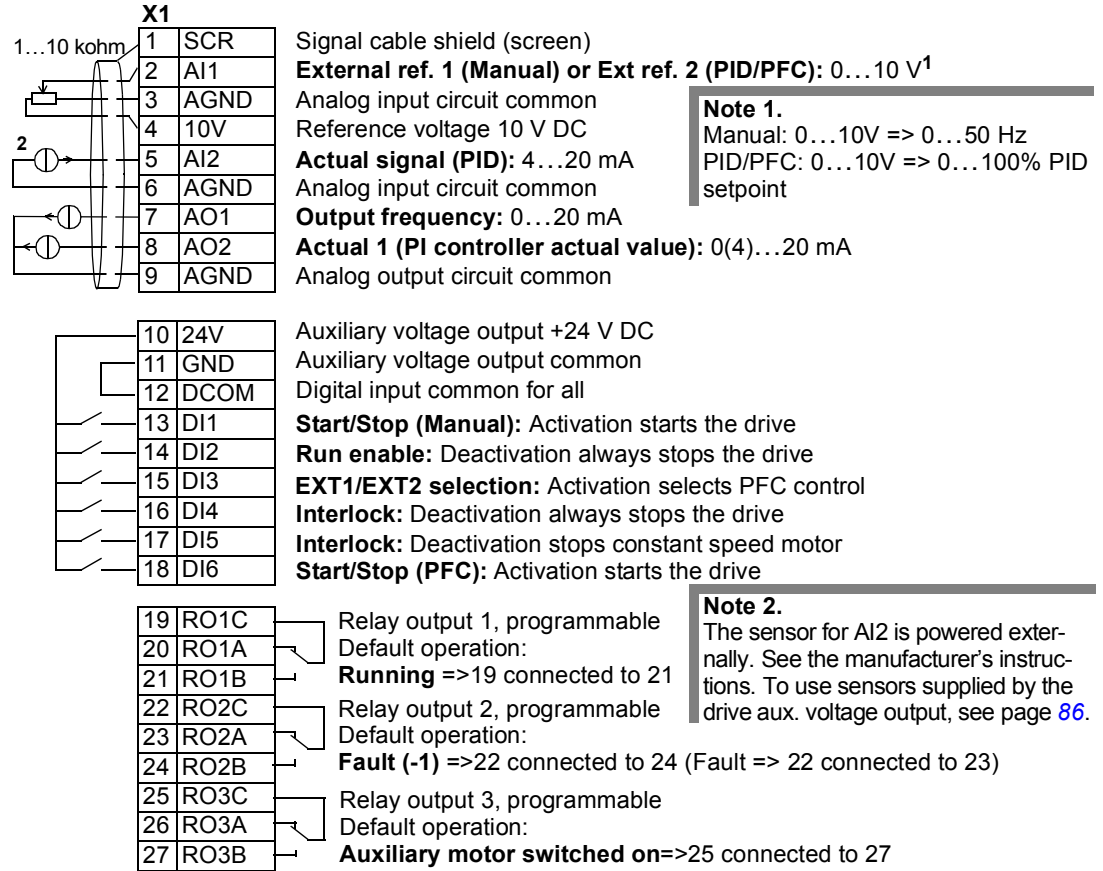 X1
1…10 kohm
1 SCR Signal cable shield (screen)
2 AI1 External ref. 1 (Manual) or Ext ref. 2 (PID/PFC): 0…10 V1
3 AGND Analog input circuit common
4 10V Reference voltage 10 V DC
2
5 AI2 Actual signal (PID): 4…20 mA
6 AGND Analog input circuit common
7 AO1 Output frequency: 0…20 mA
8 AO2 Actual 1 (PI controller actual value): 0(4)…20 mA
9 AGND Analog output circuit common
Note 1.
Manual: 0…10V => 0…50 Hz
PID/PFC: 0…10V => 0…100% PID
setpoint
10 24V Auxiliary voltage output +24 V DC
11 GND Auxiliary voltage output common
12 DCOM Digital input common for all
13 DI1 Start/Stop (Manual): Activation starts the drive
14 DI2 Run enable: Deactivation always stops the drive
15 DI3 EXT1/EXT2 selection: Activation selects PFC control
16 DI4 Interlock: Deactivation always stops the drive
17 DI5 Interlock: Deactivation stops constant speed motor
18 DI6 Start/Stop (PFC): Activation starts the drive
19 RO1C Relay output 1, programmable
20 RO1A Default operation:
21 RO1B Running =>19 connected to 21
22 RO2C Relay output 2, programmable
23 RO2A Default operation:
24 RO2B Fault (-1) =>22 connected to 24 (Fault => 22 connected to 23)
25 RO3C Relay output 3, programmable
26 RO3A Default operation:
27 RO3B Auxiliary motor switched on=>25 connected to 27
Note 2.
The sensor for AI2 is powered exter-
nally. See the manufacturer's instruc-
tions. To use sensors supplied by the
drive aux. voltage output, see page 86.